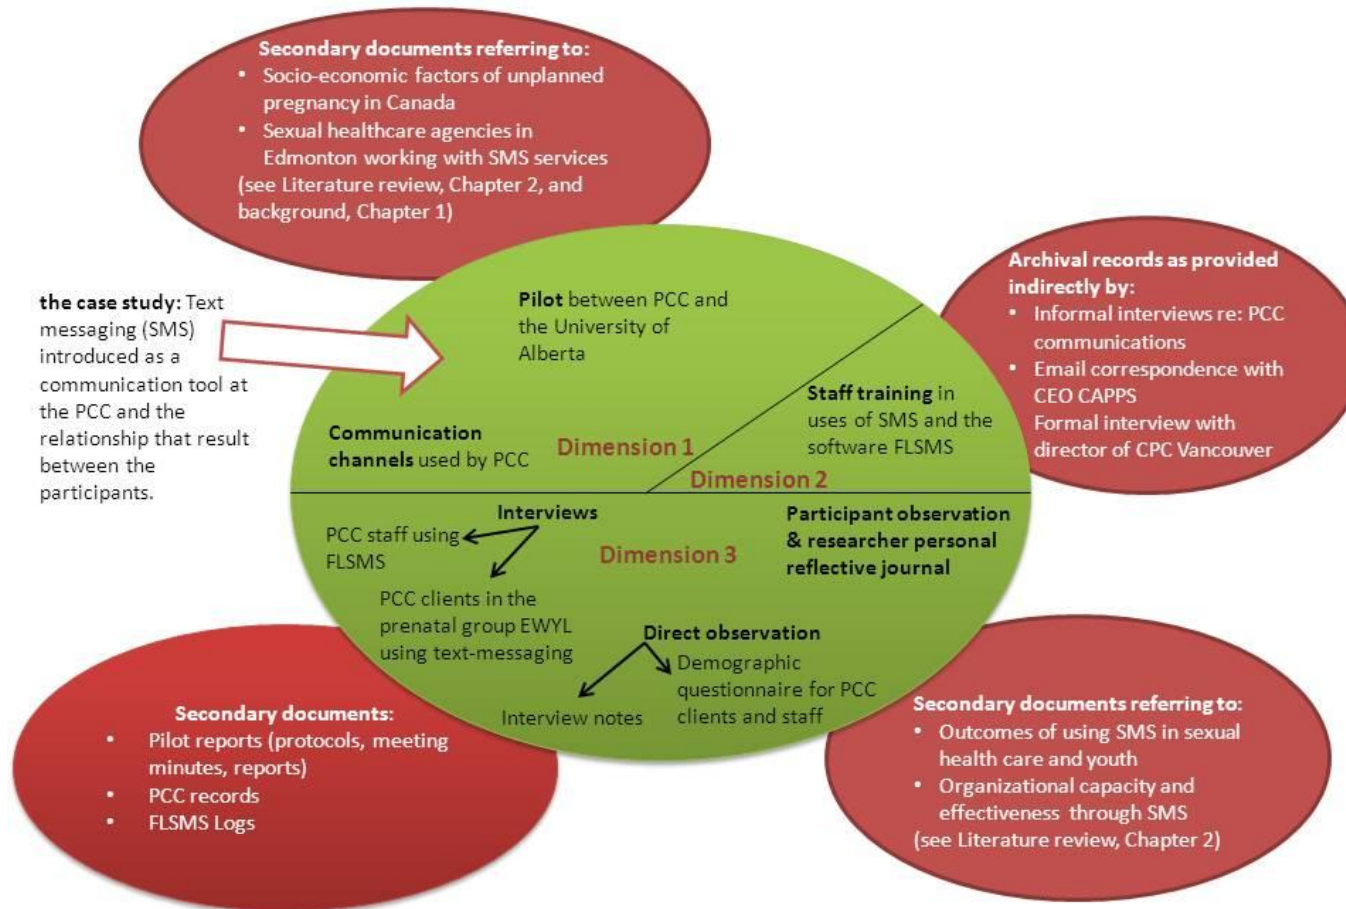 Secondary documents referring to:
• Socio-economic factors of unplanned
pregnancy in Canada
• Sexual healthcare agencies in
Edmonton working with SMS services
(see Literature review, Chapter 2, and
background, Chapter 1)
the case study: Text
messaging (SMS)
introduced as a
communication tool at
the PCC and the
relationship that result
between the
participants.
Pilot between PCC and
the University of
Alberta
Archival records as provided
indirectly by:
• Informal interviews re: PCC
communications
• Email correspondence with
CEO CAPPS
Formal interview with
director of CPC Vancouver
Communication
channels used by PCC
Dimension 1
Staff training in
uses of SMS and the
software FLSMS
Dimension 2
Interviews
PCC staff using
FLSMS
PCC clients in the
prenatal group EWYL
using text-messaging
Dimension 3
Participant observation
& researcher personal
reflective journal
Direct observation
Interview notes
Demographic
questionnaire for PCC
clients and staff
Secondary documents:
• Pilot reports (protocols, meeting
minutes, reports)
• PCC records
• FLSMS Logs
Secondary documents referring to:
• Outcomes of using SMS in sexual
health care and youth
• Organizational capacity and
effectiveness through SMS
(see Literature review, Chapter 2)